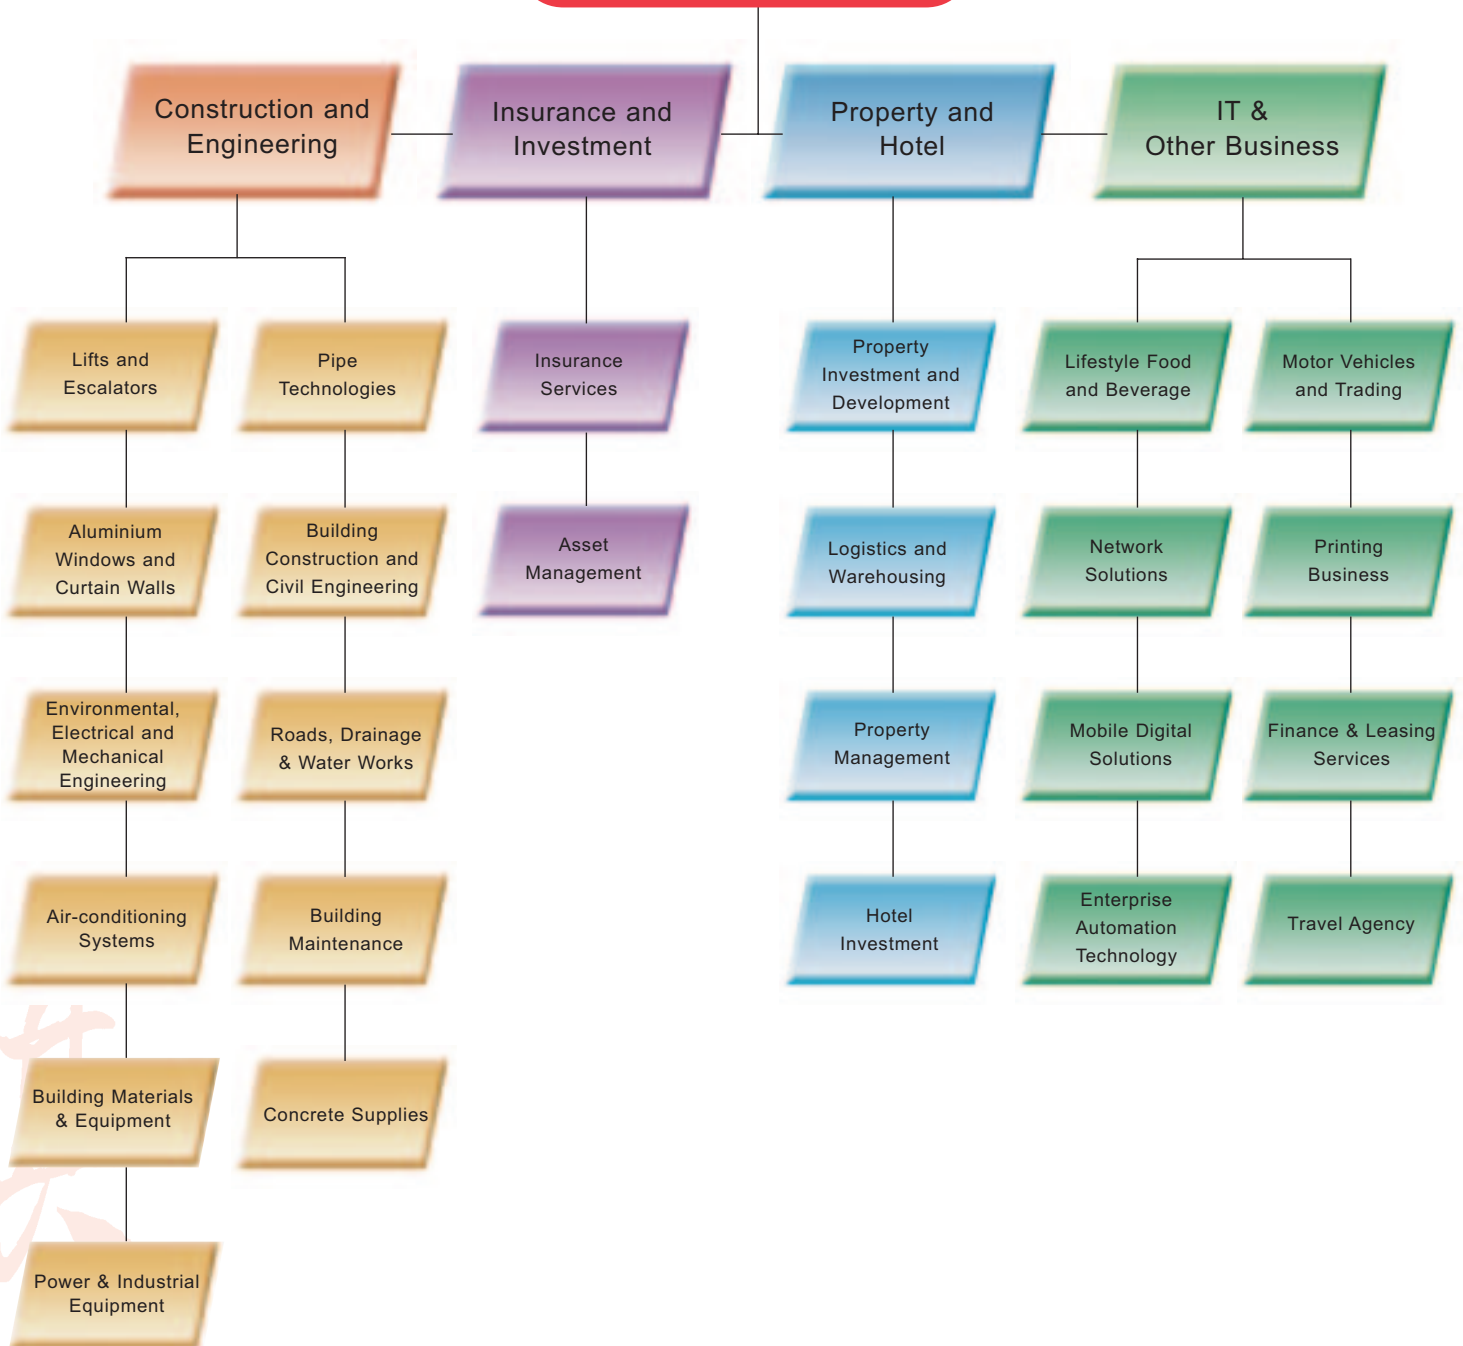 Construction and
Engineering
Insurance and
Investment
Property and
Hotel
IT &
Other Business
Lifts and
Escalators
Aluminium
Windows and
Curtain Walls
Environmental,
Electrical and
Mechanical
Engineering
Air-conditioning
Systems
Building Materials
& Equipment
Power & Industrial
Equipment
Pipe
Technologies
Building
Construction and
Civil Engineering
Roads, Drainage
& Water Works
Building
Maintenance
Concrete Supplies
Insurance
Services
Asset
Management
Property
Investment and
Development
Logistics and
Warehousing
Property
Management
Hotel
Investment
Lifestyle Food
and Beverage
Network
Solutions
Mobile Digital
Solutions
Enterprise
Automation
Technology
Motor Vehicles
and Trading
Printing
Business
Finance & Leasing
Services
Travel Agency